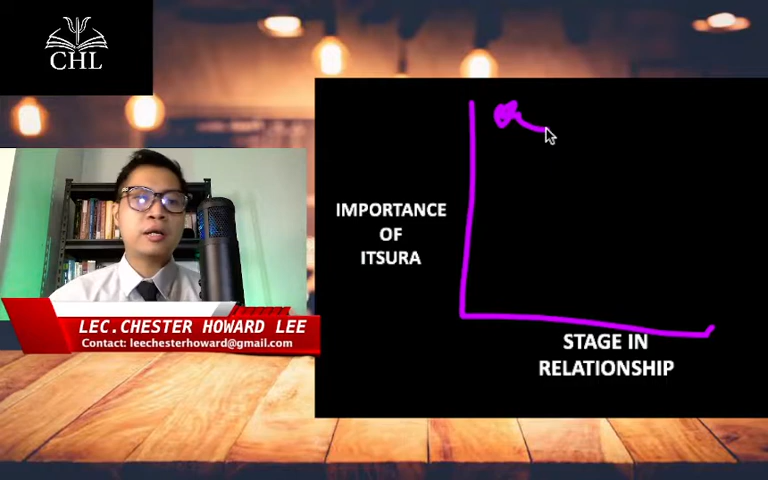 CHL
IMPORTANCE
OF
ITSURA
LEC.CHESTER HOWARD LEE
Contact: leechesterhoward@gmail.com
STAGE IN
RELATIONSHIP